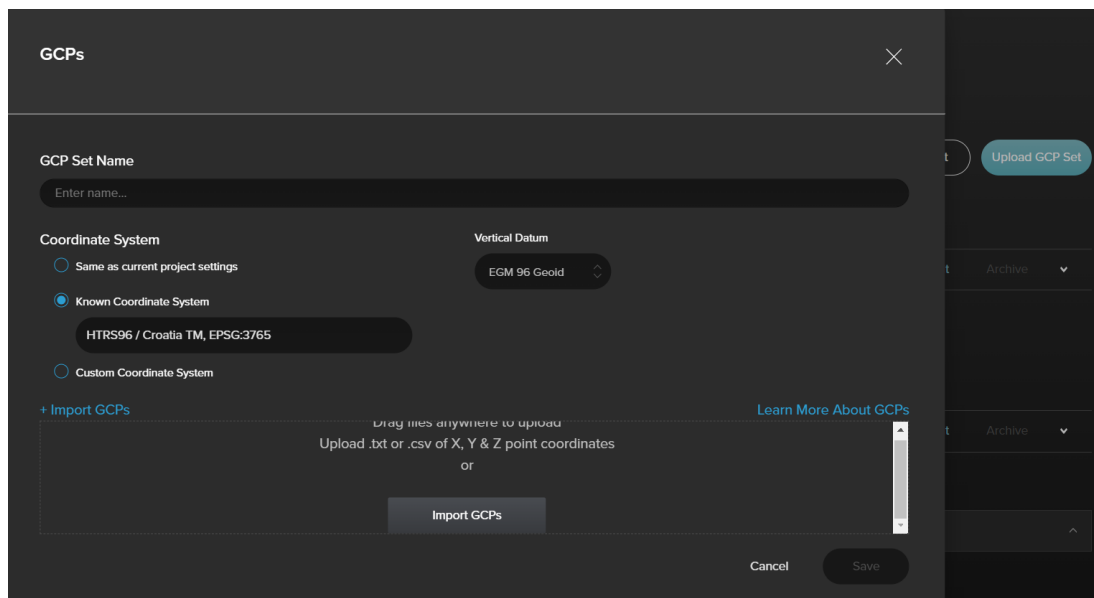 GCPs
t
Upload GCP Set
GCP Set Name
Enter name...
Coordinate System
Vertical Datum
Same as current project settings
EGM 96 Geoid
t
Archive
Known Coordinate System
HTRS96 / Croatia TM, EPSG:3765
Custom Coordinate System
+ Import GCPs
Learn More About GCPs
Drag files anywhere to upload
t
Archive
Upload .txt or .csv of X, Y & Z point coordinates
or
Import GCPs
Cancel
Save